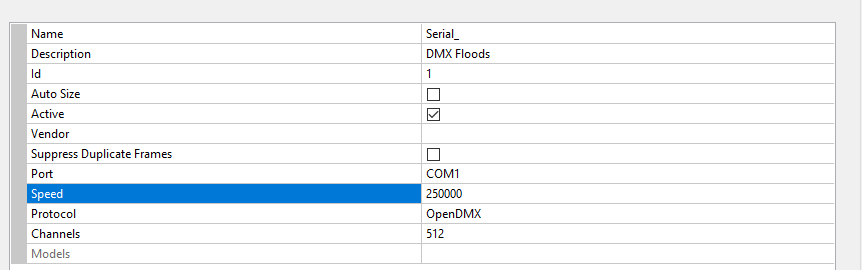 Name Serial_
Description DMX Floods
Id 1
Auto Size
Active
Vendor
Suppress Duplicate Frames
Port COM1
Speed 250000
Protocol OpenDMX
Channels 512
Models